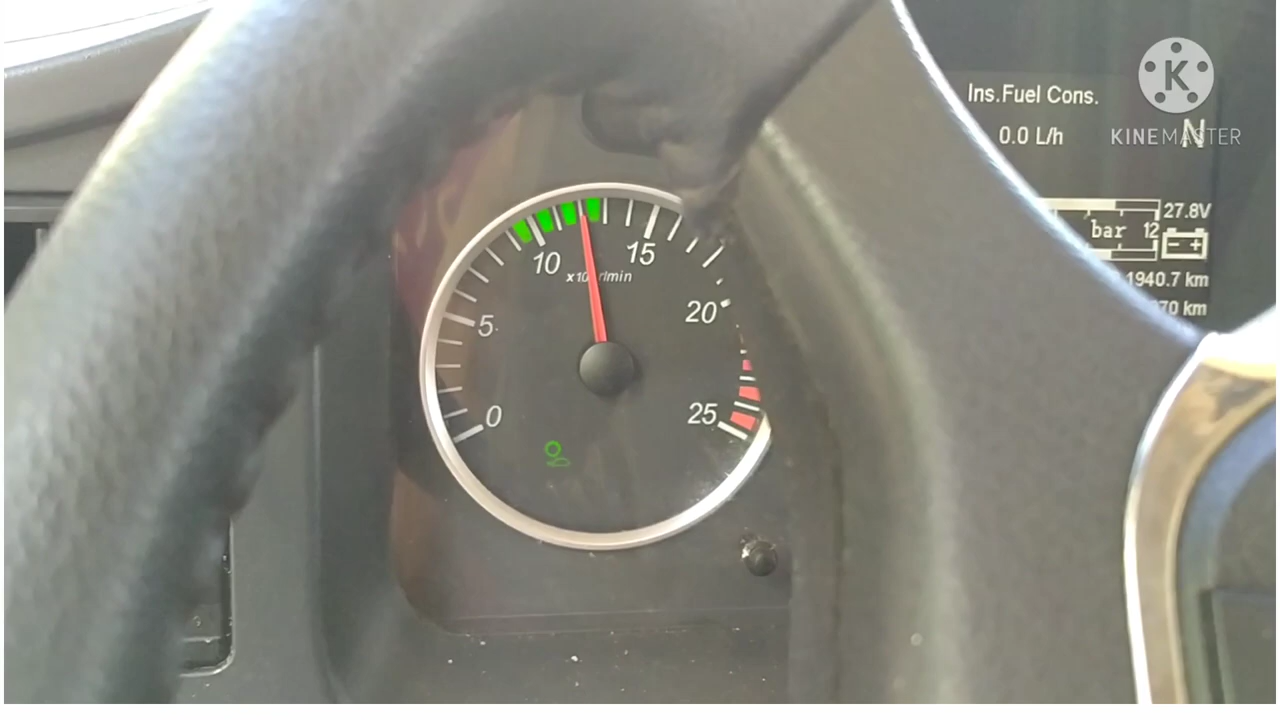 Ins.Fuel Cons.
0.0 L/h
N
K
KINEMASTER
27.8V
bar 12
- +
1940.7 km
70 km
0
5
10
15
20
25
r/min